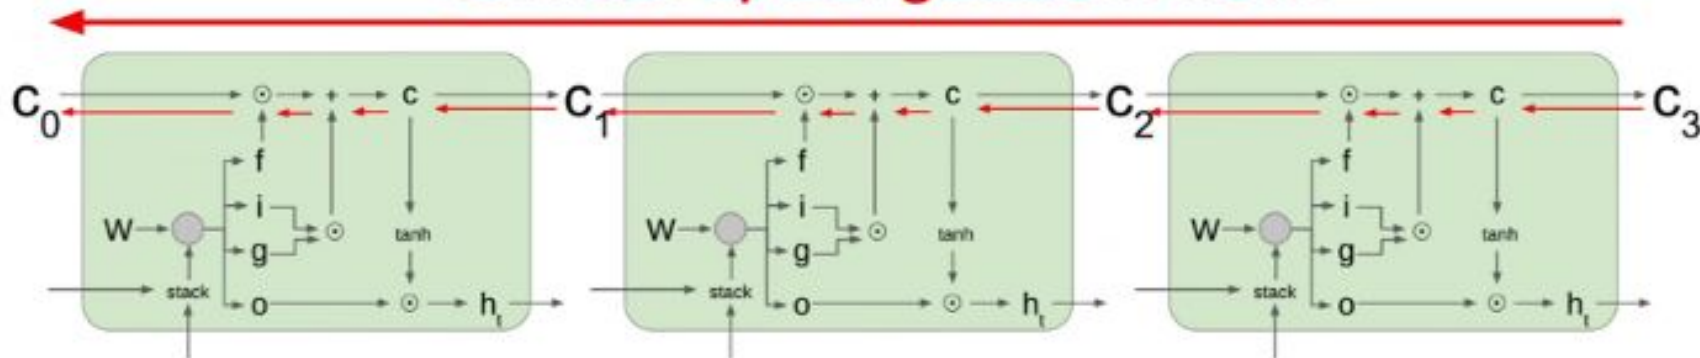 C0 C1 C2 C3
⊙ + c ⊙ + c ⊙ + c
f f f
i i i
W ⊙ tanh W ⊙ tanh W ⊙ tanh
g g g
stack stack stack
o ⊙ ht o ⊙ ht o ⊙ ht